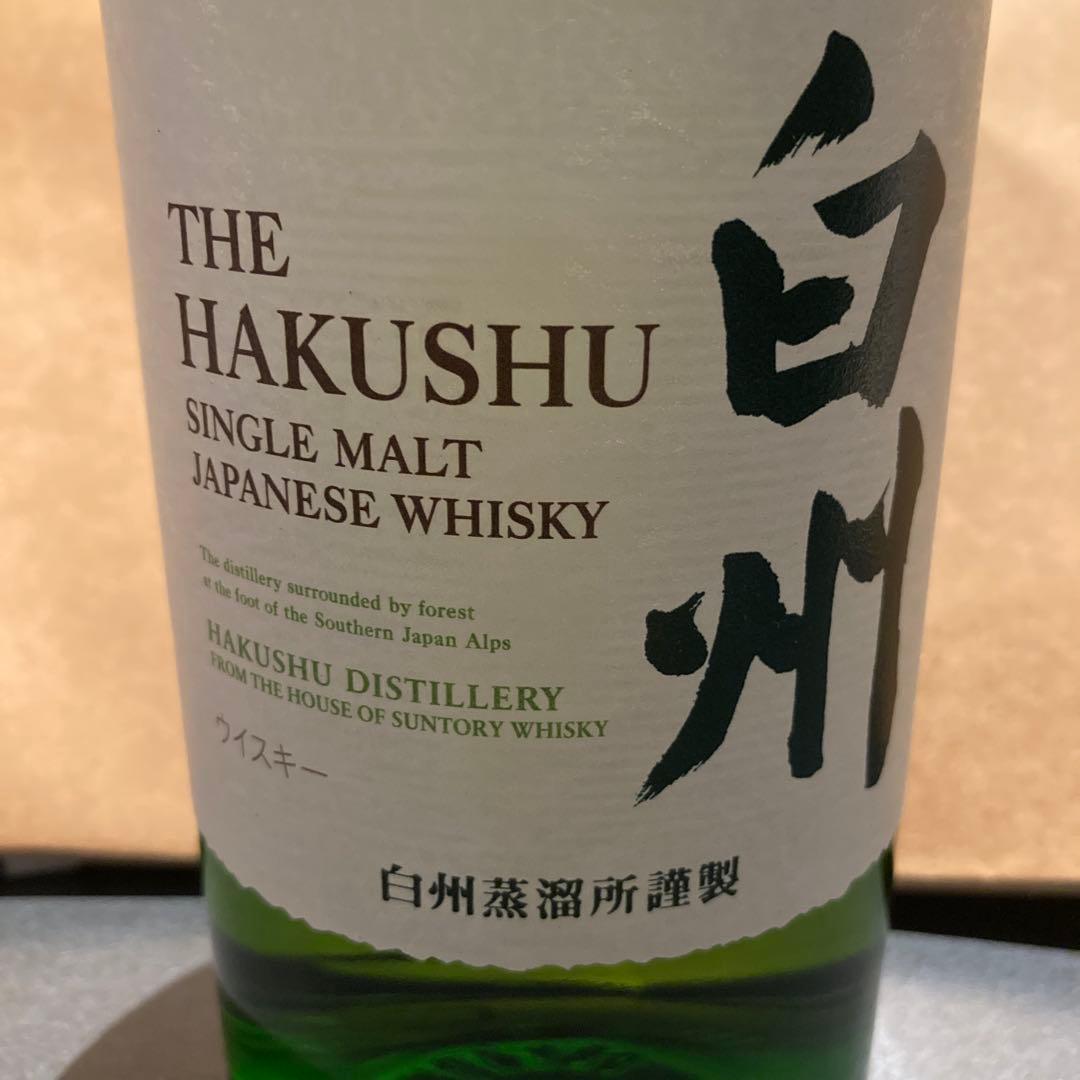 THE
HAKUSHU
SINGLE MALT
JAPANESE WHISKY
The distillery surrounded by forest
at the foot of the Southern Japan Alps
HAKUSHU DISTILLERY
FROM THE HOUSE OF SUNTORY WHISKY
ウイスキー
白州
白州蒸溜所謹製